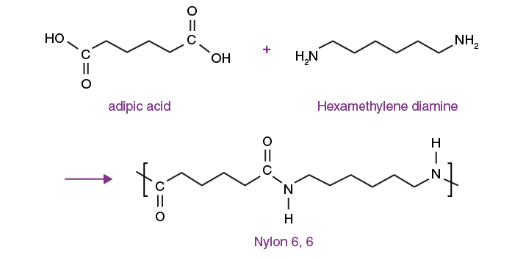 O
HO
C
C
OH
O
+
H₂N
NH₂
adipic acid
Hexamethylene diamine
O
H
C
C
N
N
O
H
Nylon 6, 6